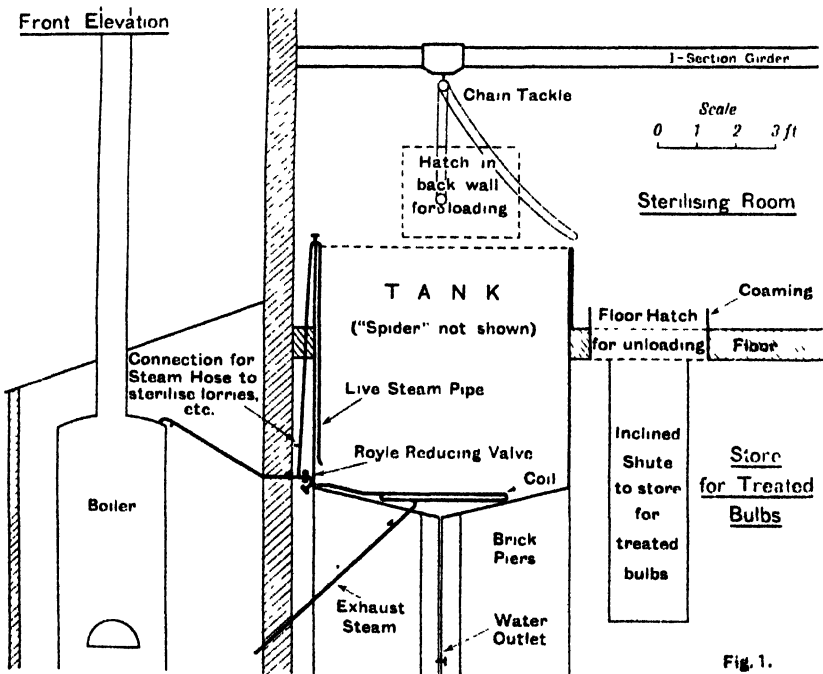 Front Elevation
I-Section Girder
Chain Tackle
Scale
0 1 2 3 ft
Hatch in
back wall
for loading
Sterilising Room
TANK
("Spider" not shown)
Coaming
Floor Hatch
for unloading
Floor
Connection for
Steam Hose to
sterilise lorries,
etc.
Live Steam Pipe
Royle Reducing Valve
Coil
Boiler
Inclined
Shute
to store
for
treated
bulbs
Store
for Treated
Bulbs
Brick
Piers
Exhaust
Steam
Water
Outlet
Fig. 1.